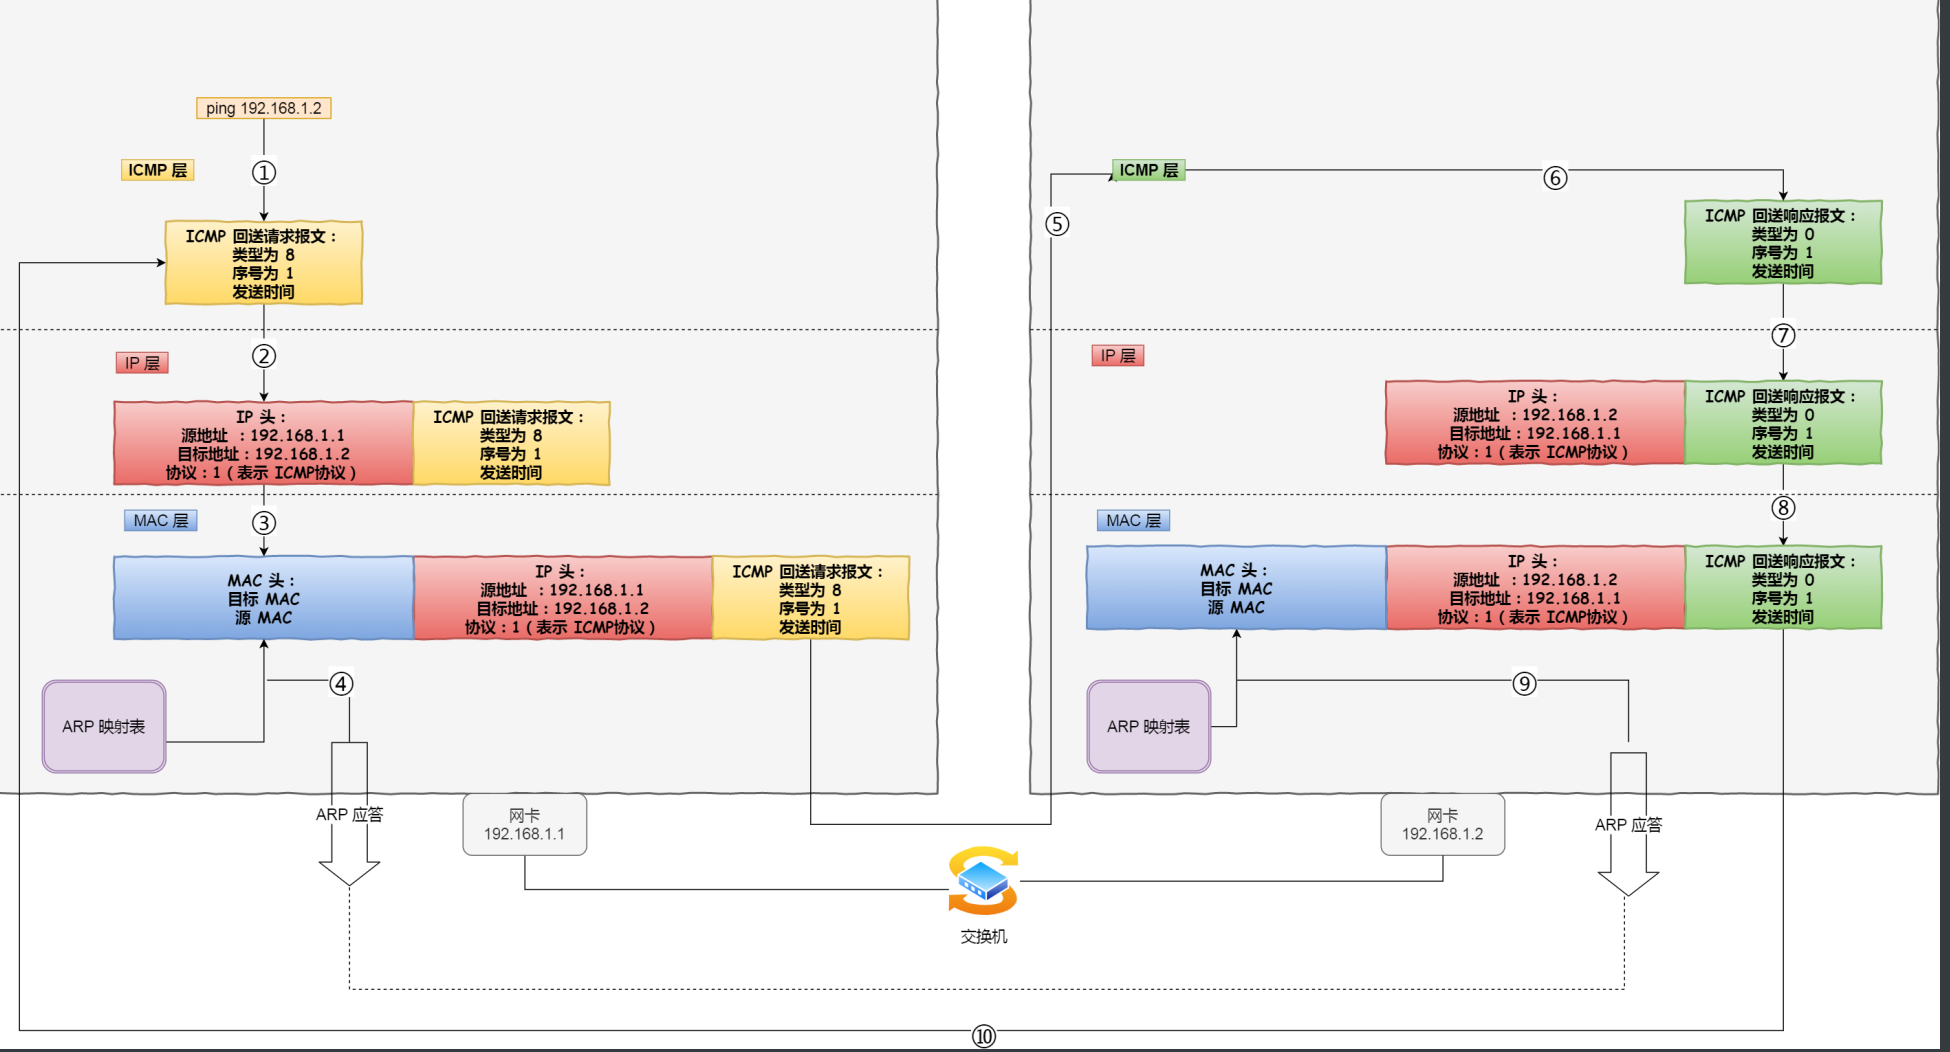 ping 192.168.1.2
ICMP 层
①
ICMP 回送请求报文：
类型为 8
序号为 1
发送时间
②
IP 层
IP 头：
源地址 ：192.168.1.1
目标地址：192.168.1.2
协议：1（表示 ICMP协议）
ICMP 回送请求报文：
类型为 8
序号为 1
发送时间
MAC 层
③
MAC 头：
目标 MAC
源 MAC
IP 头：
源地址 ：192.168.1.1
目标地址：192.168.1.2
协议：1（表示 ICMP协议）
ICMP 回送请求报文：
类型为 8
序号为 1
发送时间
④
ARP 映射表
ARP 应答
网卡
192.168.1.1
交换机
⑤
ICMP 层
⑥
ICMP 回送响应报文：
类型为 0
序号为 1
发送时间
⑦
IP 层
IP 头：
源地址 ：192.168.1.2
目标地址：192.168.1.1
协议：1（表示 ICMP协议）
ICMP 回送响应报文：
类型为 0
序号为 1
发送时间
⑧
MAC 层
MAC 头：
目标 MAC
源 MAC
IP 头：
源地址 ：192.168.1.2
目标地址：192.168.1.1
协议：1（表示 ICMP协议）
ICMP 回送响应报文：
类型为 0
序号为 1
发送时间
⑨
ARP 映射表
网卡
192.168.1.2
ARP 应答
⑩